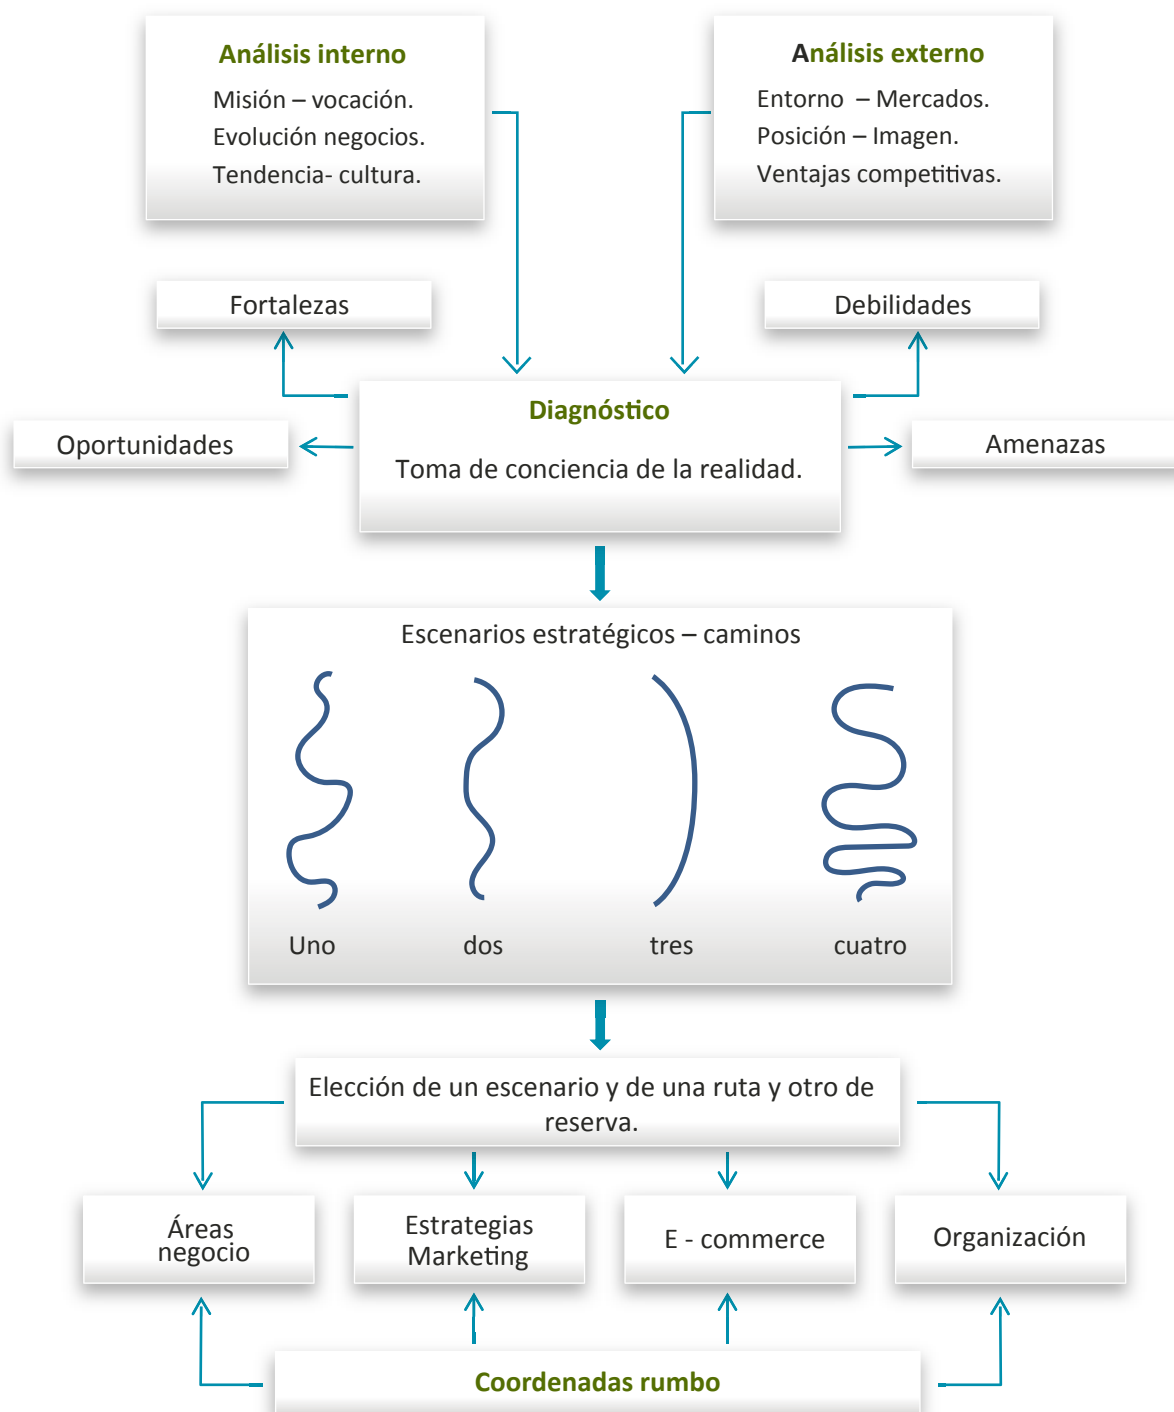 Análisis interno
Misión – vocación.
Evolución negocios.
Tendencia- cultura.
Análisis externo
Entorno – Mercados.
Posición – Imagen.
Ventajas competitivas.
Fortalezas
Debilidades
Diagnóstico
Toma de conciencia de la realidad.
Oportunidades
Amenazas
Escenarios estratégicos – caminos
Uno
dos
tres
cuatro
Elección de un escenario y de una ruta y otro de
reserva.
Áreas
negocio
Estrategias
Marketing
E - commerce
Organización
Coordenadas rumbo